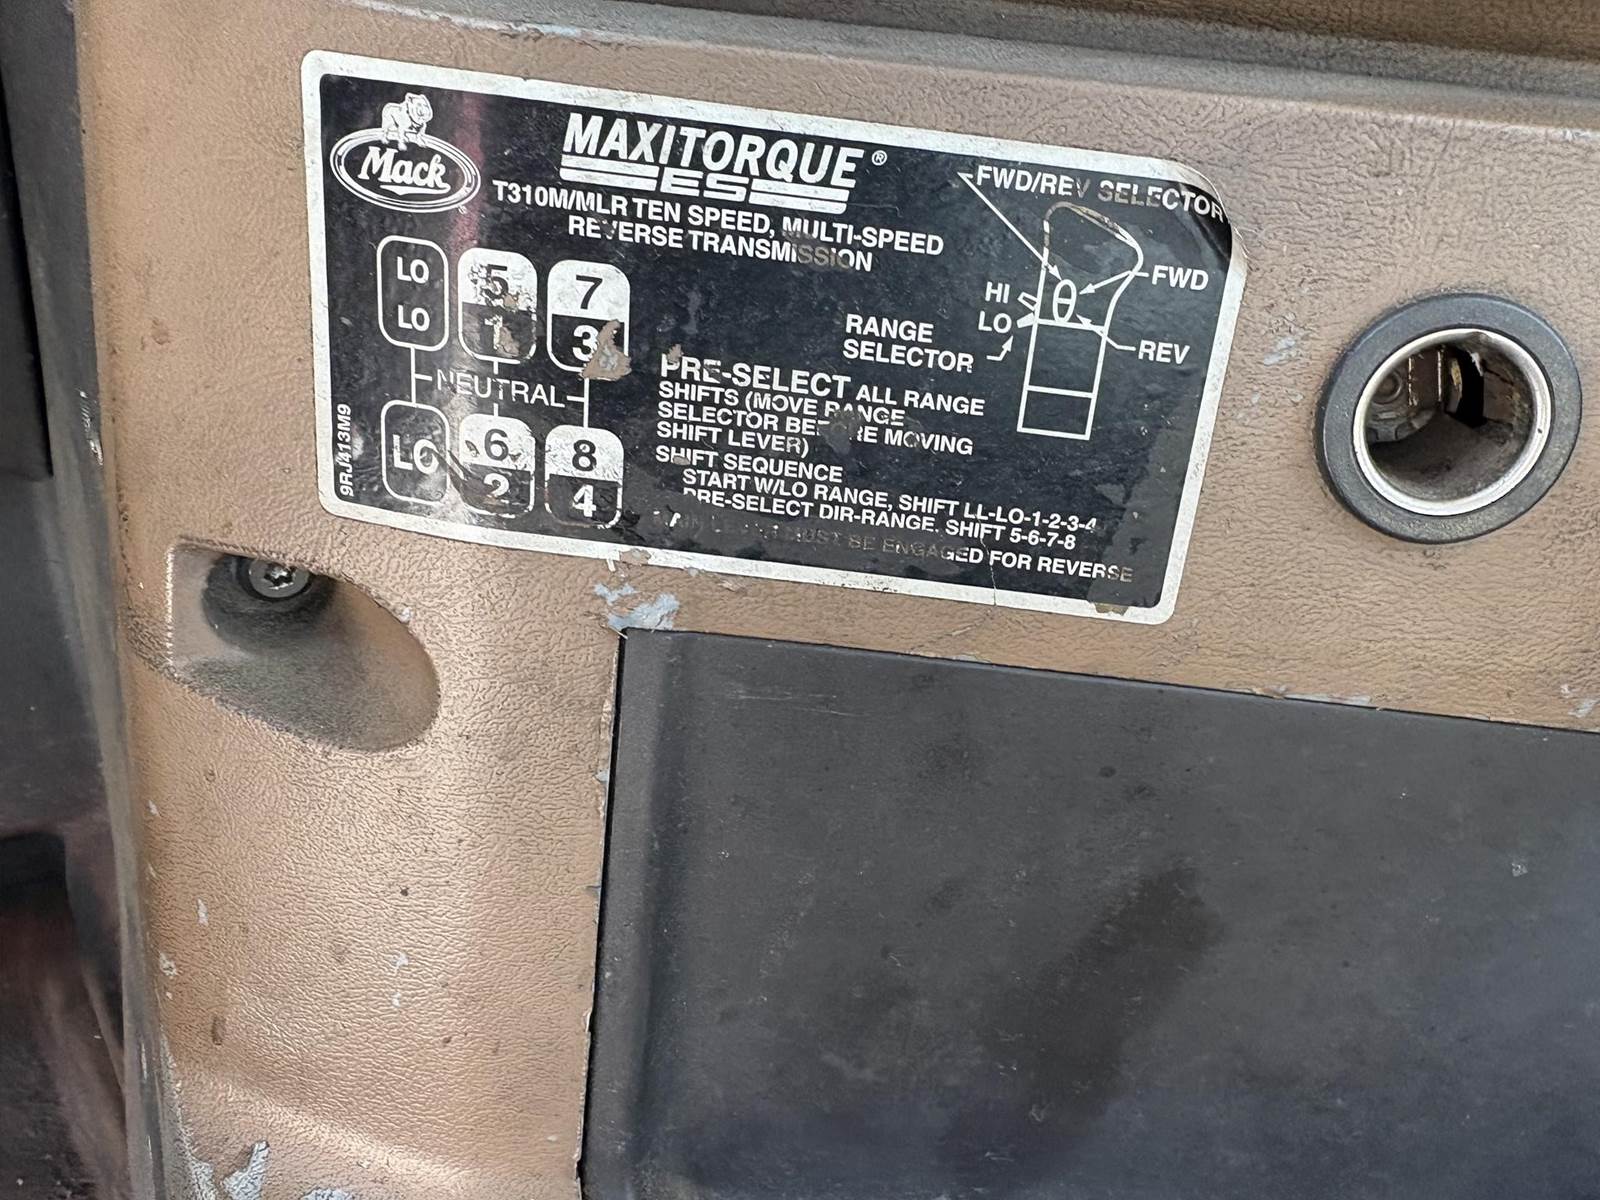 Mack
MAXITORQUE®
ES
T310M/MLR TEN SPEED, MULTI-SPEED
REVERSE TRANSMISSION
LO
LO
5
1
7
3
NEUTRAL
LO
6
2
8
4
9RJ413M9
FWD/REV SELECTOR
FWD
HI
LO
RANGE
SELECTOR
REV
PRE-SELECT ALL RANGE
SHIFTS (MOVE RANGE
SELECTOR BEFORE MOVING
SHIFT LEVER)
SHIFT SEQUENCE
START W/LO RANGE, SHIFT LL-LO-1-2-3-4
PRE-SELECT DIR-RANGE, SHIFT 5-6-7-8
MUST BE ENGAGED FOR REVERSE